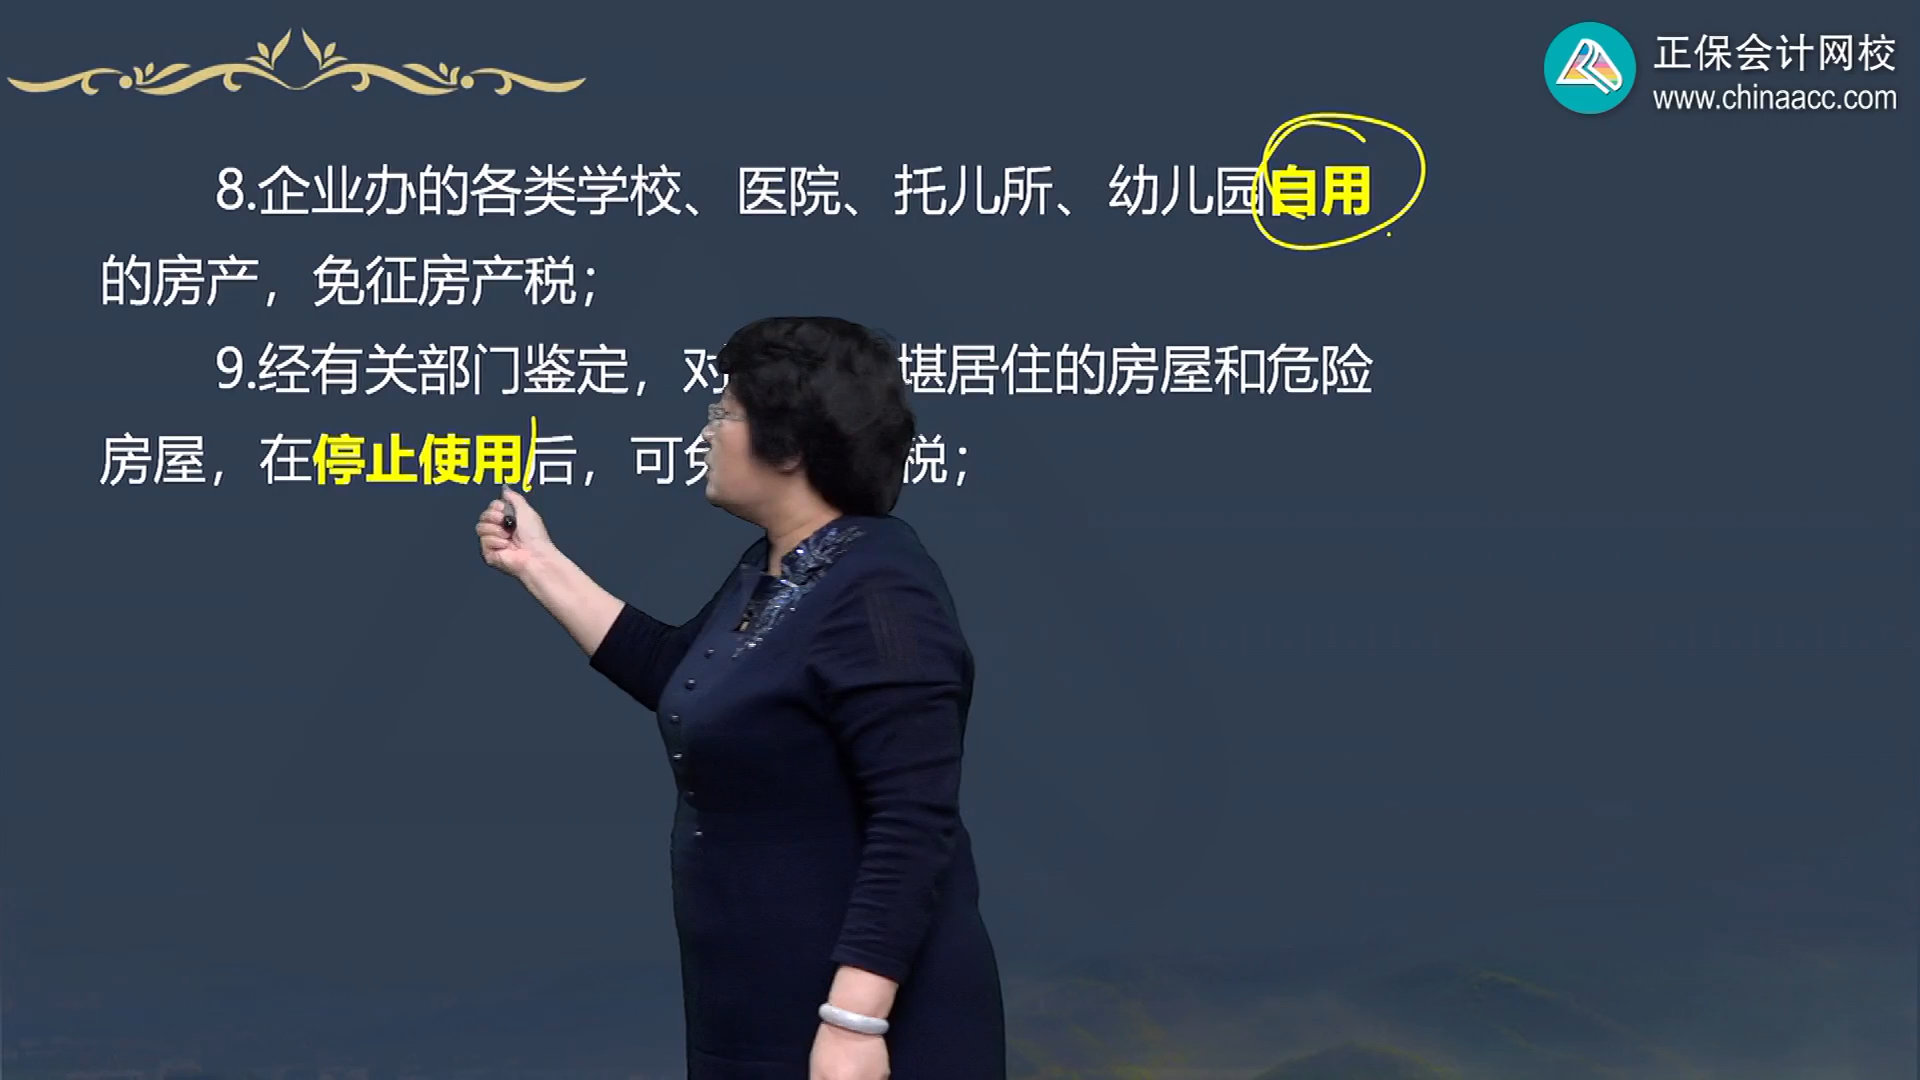 正保会计网校
www.chinaacc.com
8.企业办的各类学校、医院、托儿所、幼儿园自用
的房产，免征房产税；
9.经有关部门鉴定，对 堪居住的房屋和危险
房屋，在停止使用后，可免 税；